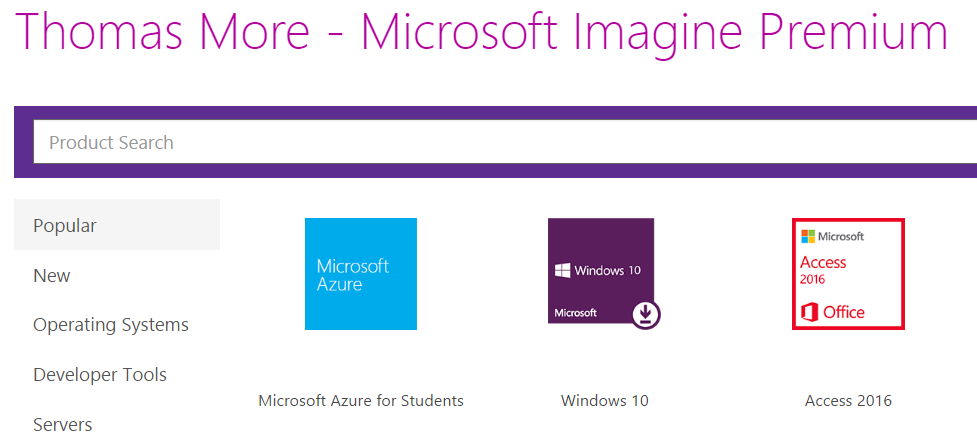 Thomas More - Microsoft Imagine Premium
Product Search
Popular
New
Operating Systems
Developer Tools
Servers
Microsoft
Azure
Microsoft Azure for Students
Windows 10
Microsoft
Windows 10
Microsoft
Access
2016
Office
Access 2016